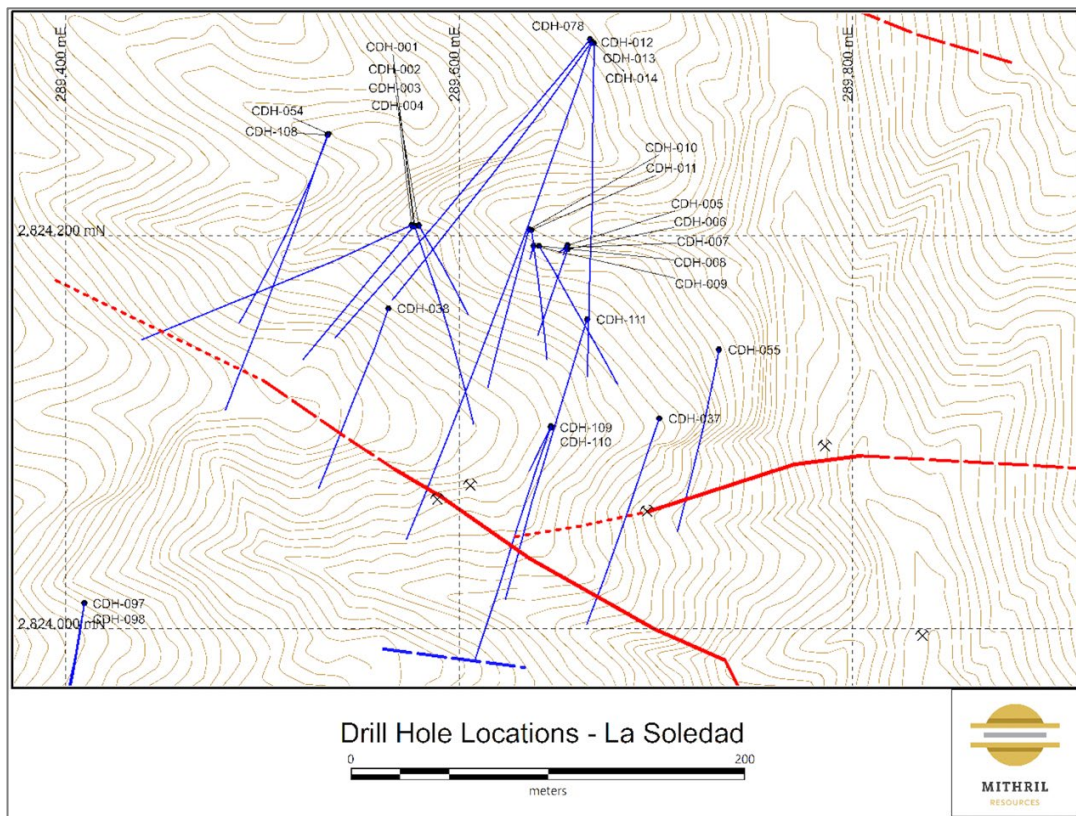 CDH-078
CDH-001
CDH-012
CDH-013
CDH-014
CDH-002
CDH-003
CDH-004
289,400 mE
289,600 mE
289,800 mE
CDH-054
CDH-108
CDH-010
CDH-011
CDH-005
CDH-006
CDH-007
CDH-008
CDH-009
2,824,200 mN
CDH-038
CDH-111
CDH-055
CDH-037
CDH-109
CDH-110
CDH-097
CDH-098
2,824,000 mN
Drill Hole Locations - La Soledad
0
200
meters
MITHRIL
RESOURCES